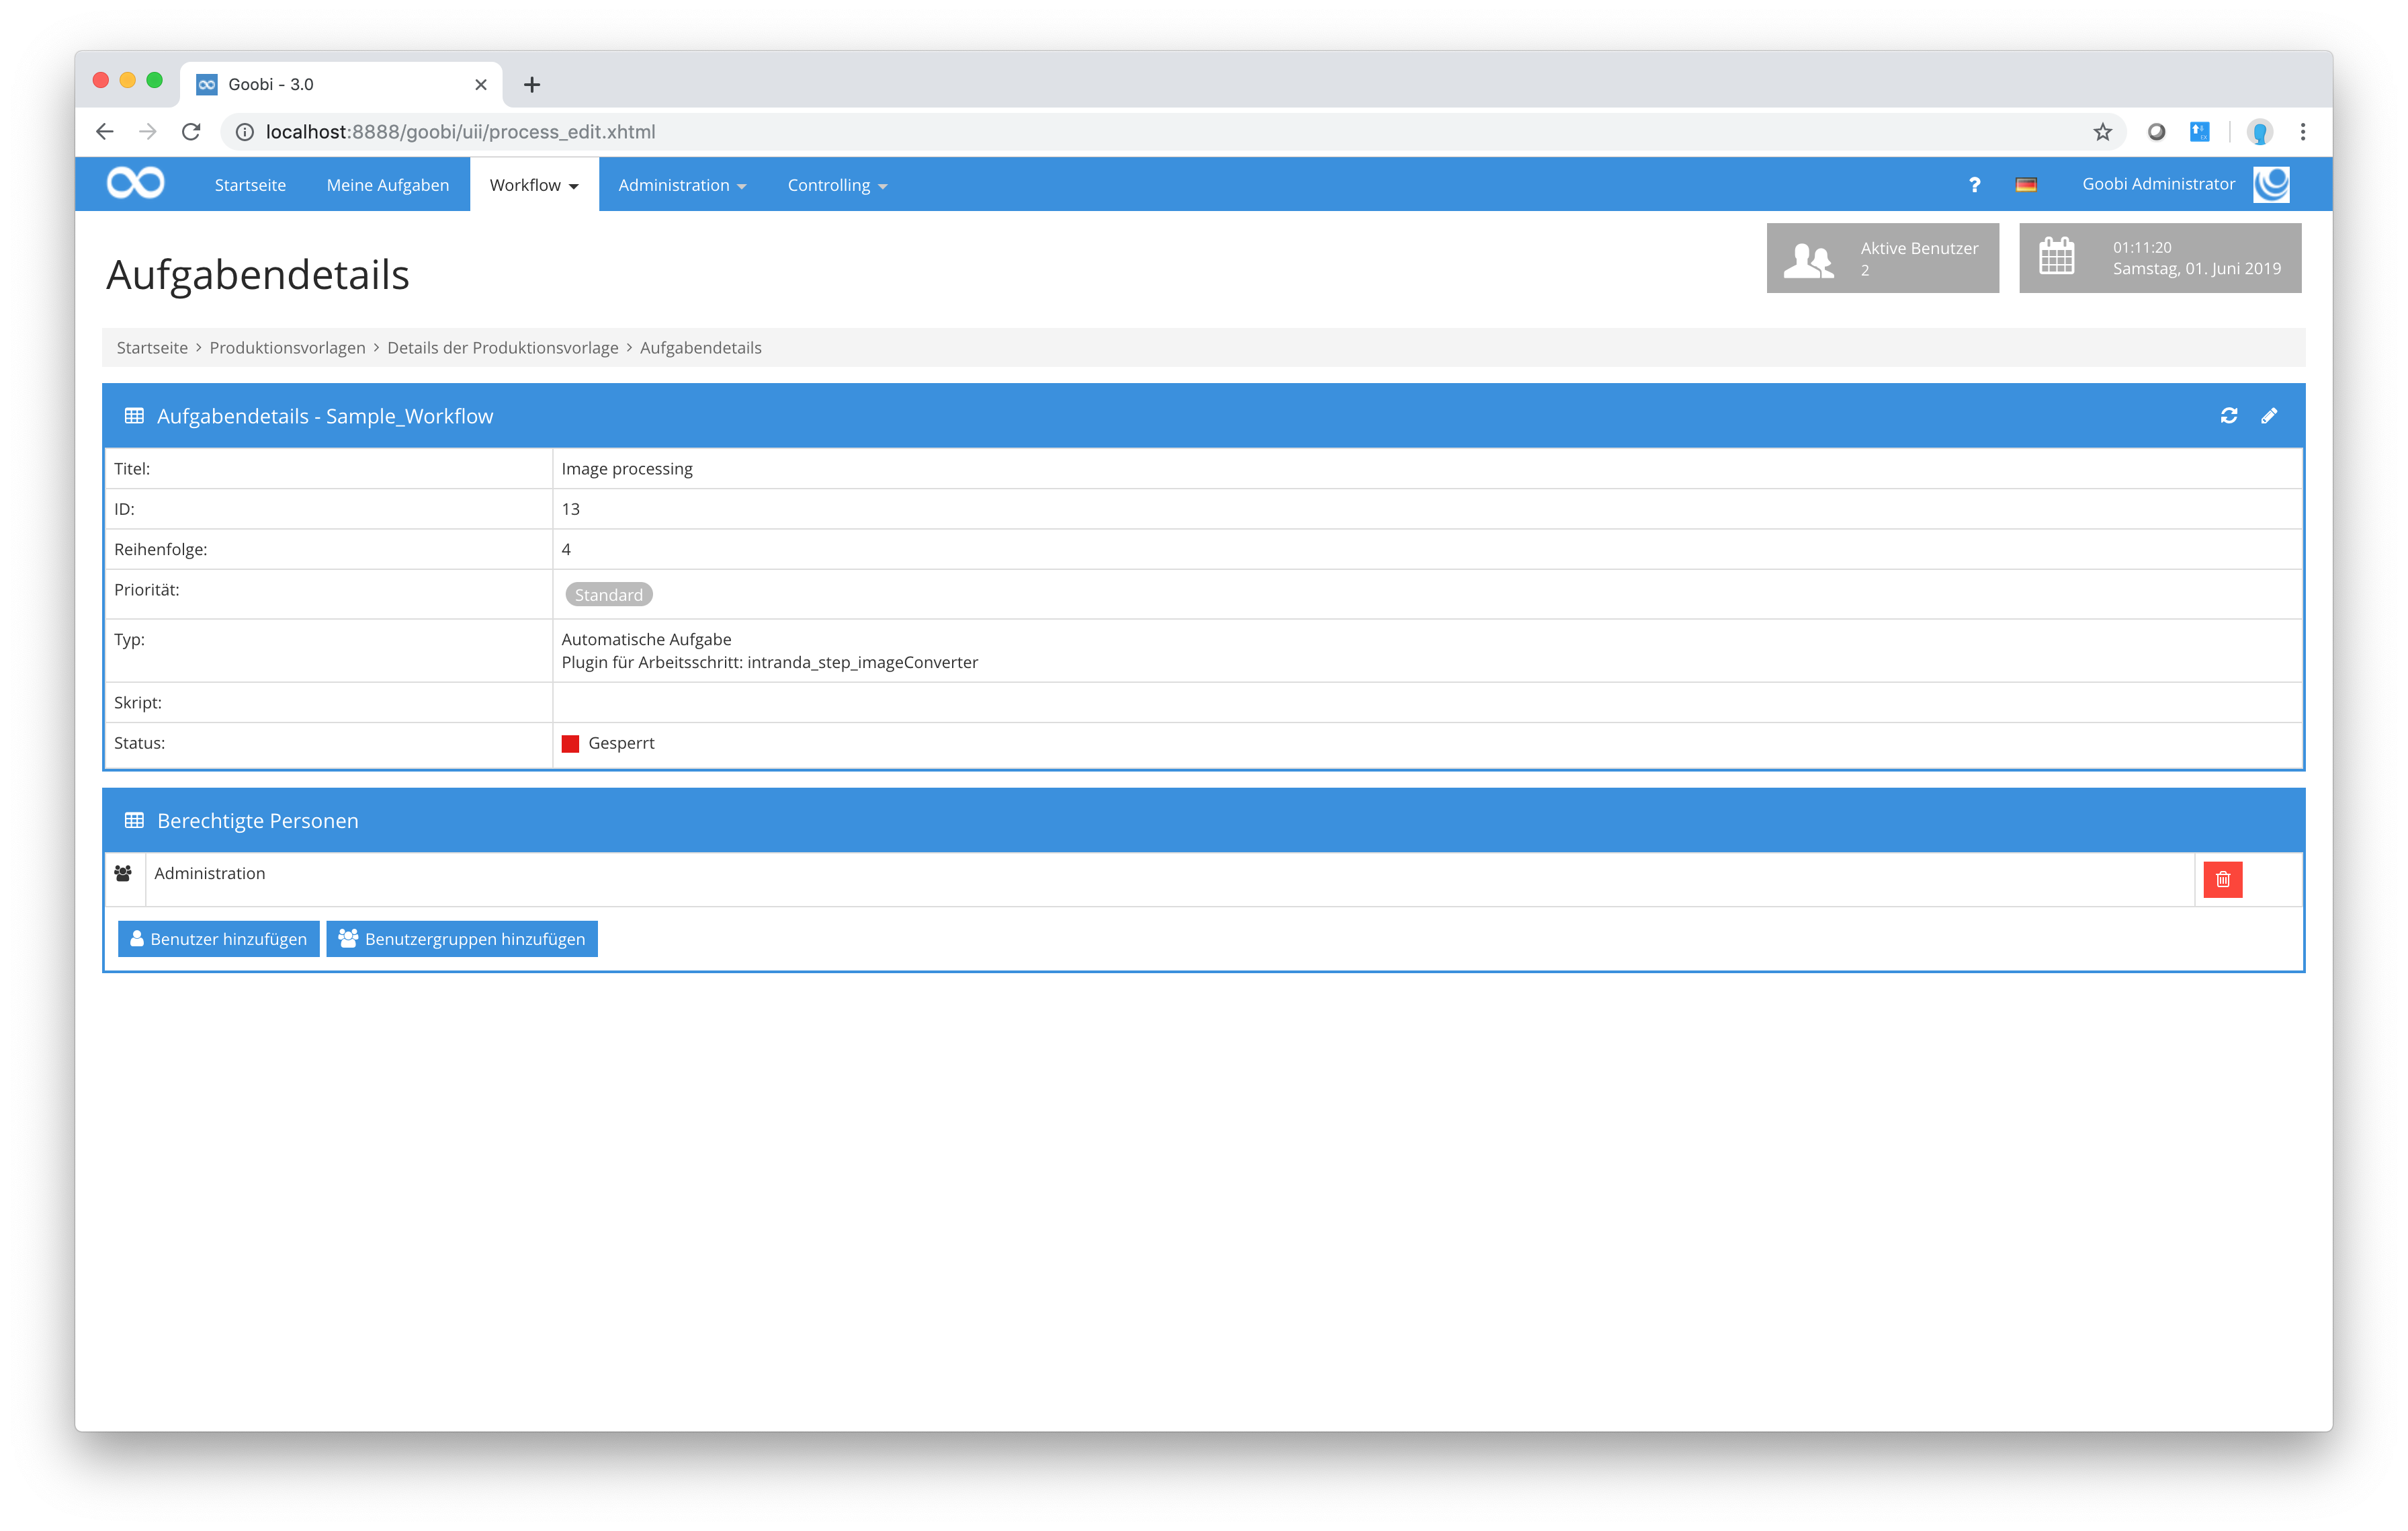 Goobi - 3.0
localhost:8888/goobi/uii/process_edit.xhtml
Startseite Meine Aufgaben Workflow Administration Controlling ? Goobi Administrator
Aufgabendetails
Aktive Benutzer
2
01:11:20
Samstag, 01. Juni 2019
Startseite > Produktionsvorlagen > Details der Produktionsvorlage > Aufgabendetails
Aufgabendetails - Sample_Workflow
Titel: Image processing
ID: 13
Reihenfolge: 4
Priorität: Standard
Typ: Automatische Aufgabe
Plugin für Arbeitsschritt: intranda_step_imageConverter
Skript:
Status: Gesperrt
Berechtigte Personen
Administration
Benutzer hinzufügen Benutzergruppen hinzufügen